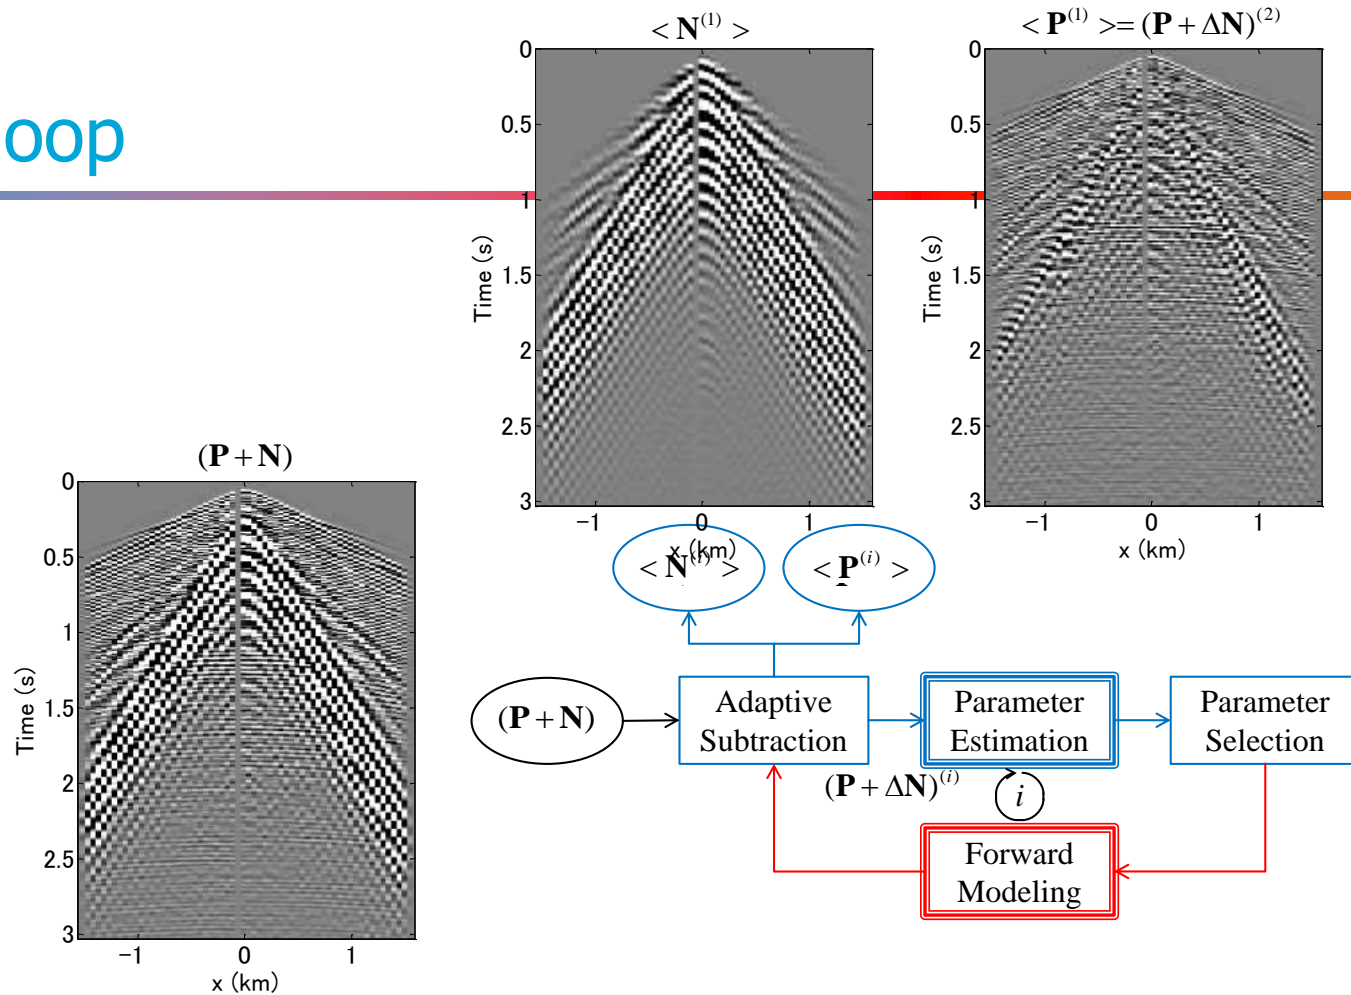 oop
< N^(1) >
0
0.5
1
1.5
2
2.5
3
Time (s)
-1 0 1
x (km)
< P^(1) >= (P + ΔN)^(2)
0
0.5
1
1.5
2
2.5
3
Time (s)
-1 0 1
x (km)
(P + N)
0
0.5
1
1.5
2
2.5
3
Time (s)
-1 0 1
x (km)
< N^(i) >
< P^(i) >
(P + N)
Adaptive
Subtraction
Parameter
Estimation
Parameter
Selection
(P + ΔN)^(i)
i
Forward
Modeling